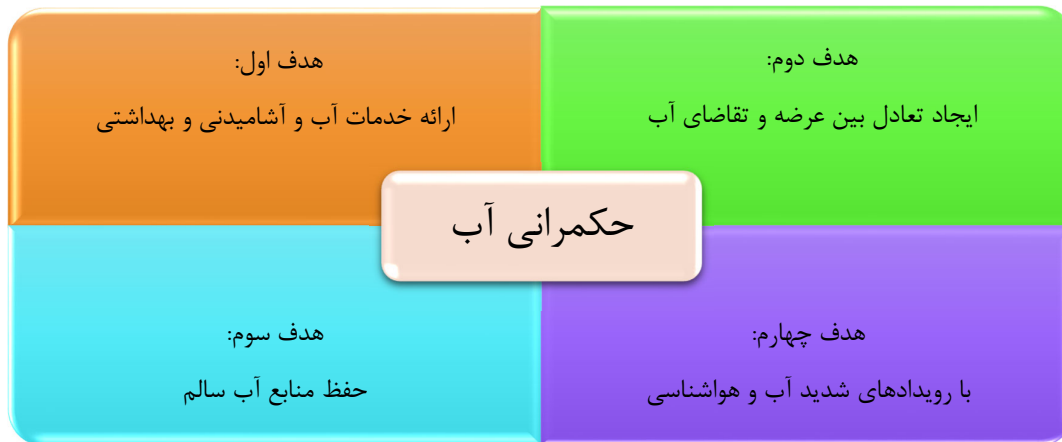 هدف اول:
ارائه خدمات آب و آشامیدنی و بهداشتی
هدف دوم:
ایجاد تعادل بین عرضه و تقاضای آب
حکمرانی آب
هدف سوم:
حفظ منابع آب سالم
هدف چهارم:
با رویدادهای شدید آب و هواشناسی